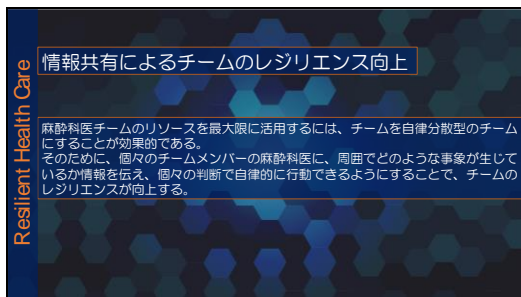 Resilient Health Care
情報共有によるチームのレジリエンス向上
麻酔科医チームのリソースを最大限に活用するには、チームを自律分散型のチーム
にすることが効果的である。
そのために、個々のチームメンバーの麻酔科医に、周囲でどのような事象が生じて
いるか情報を伝え、個々の判断で自律的に行動できるようにすることで、チームの
レジリエンスが向上する。